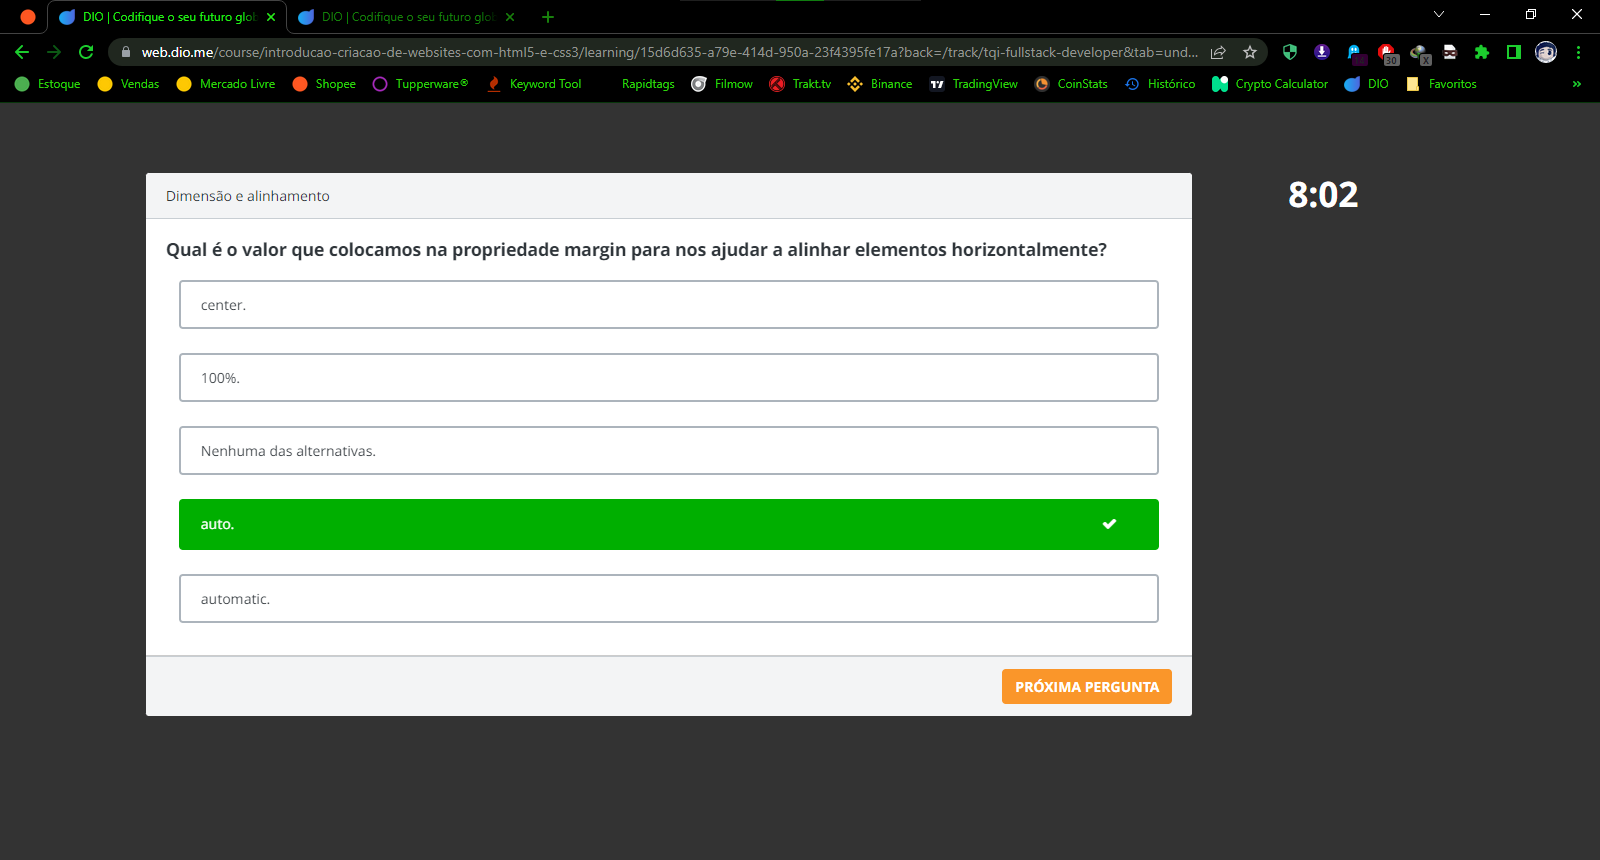 DIO | Codifique o seu futuro glob
DIO | Codifique o seu futuro glob
web.dio.me/course/introducao-criacao-de-websites-com-html5-e-css3/learning/15d6d635-a79e-414d-950a-23f4395fe17a?back=/track/tqi-fullstack-developer&tab=und...
30
X
Estoque Vendas Mercado Livre Shopee Tupperware® Keyword Tool Rapidtags Filmow Trakt.tv Binance TradingView CoinStats Histórico Crypto Calculator DIO Favoritos »
Dimensão e alinhamento
8:02
Qual é o valor que colocamos na propriedade margin para nos ajudar a alinhar elementos horizontalmente?
center.
100%.
Nenhuma das alternativas.
auto.
automatic.
PRÓXIMA PERGUNTA